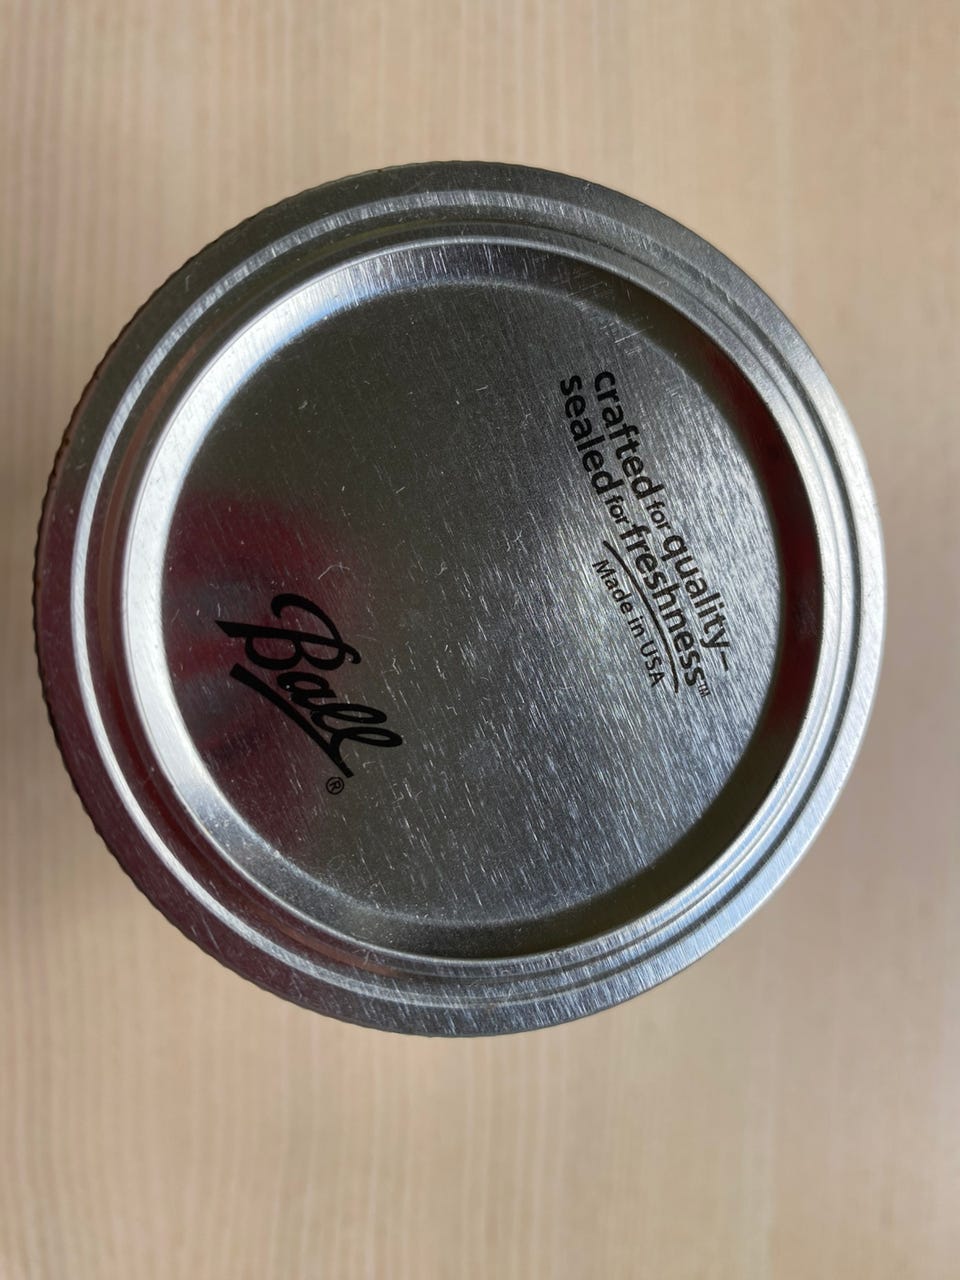 crafted for quality–
sealed for freshness™
Made in USA
Ball®